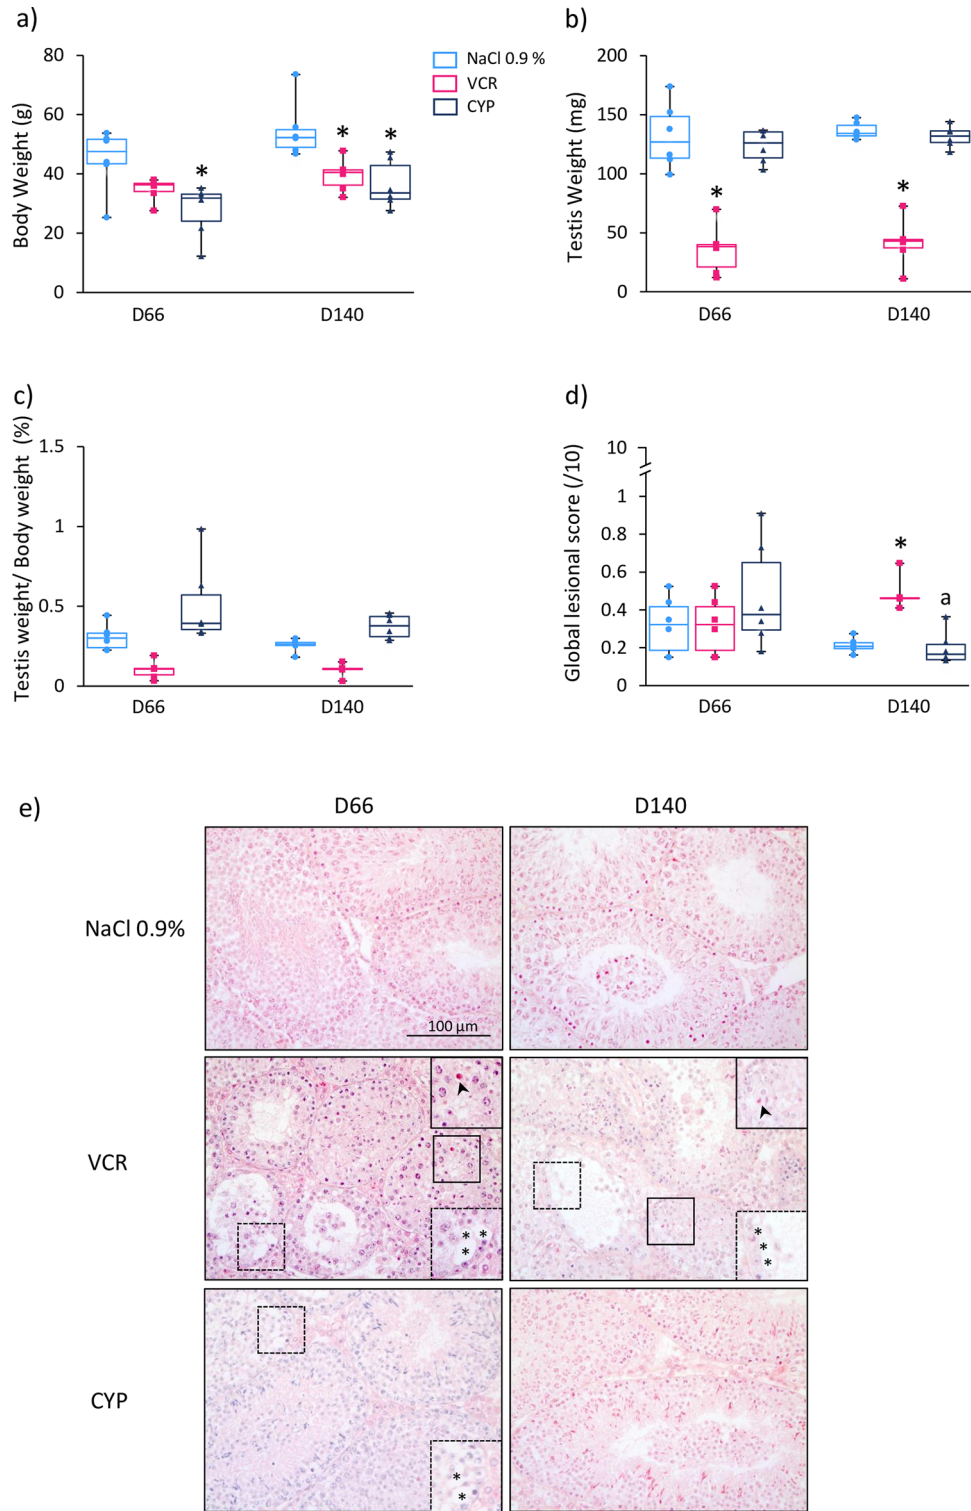 a)
Body Weight (g)
80
60
40
20
0
*
*
*
D66
D140
NaCl 0.9 %
VCR
CYP
b)
Testis Weight (mg)
200
150
100
50
0
*
*
D66
D140
c)
Testis weight/ Body weight (%)
1.5
1
0.5
0
D66
D140
d)
Global lesional score (/10)
10
1
0.8
0.6
0.4
0.2
0
*
a
D66
D140
e)
D66
D140
NaCl 0.9%
100 µm
VCR
* *
*
*
*
*
CYP
*
*